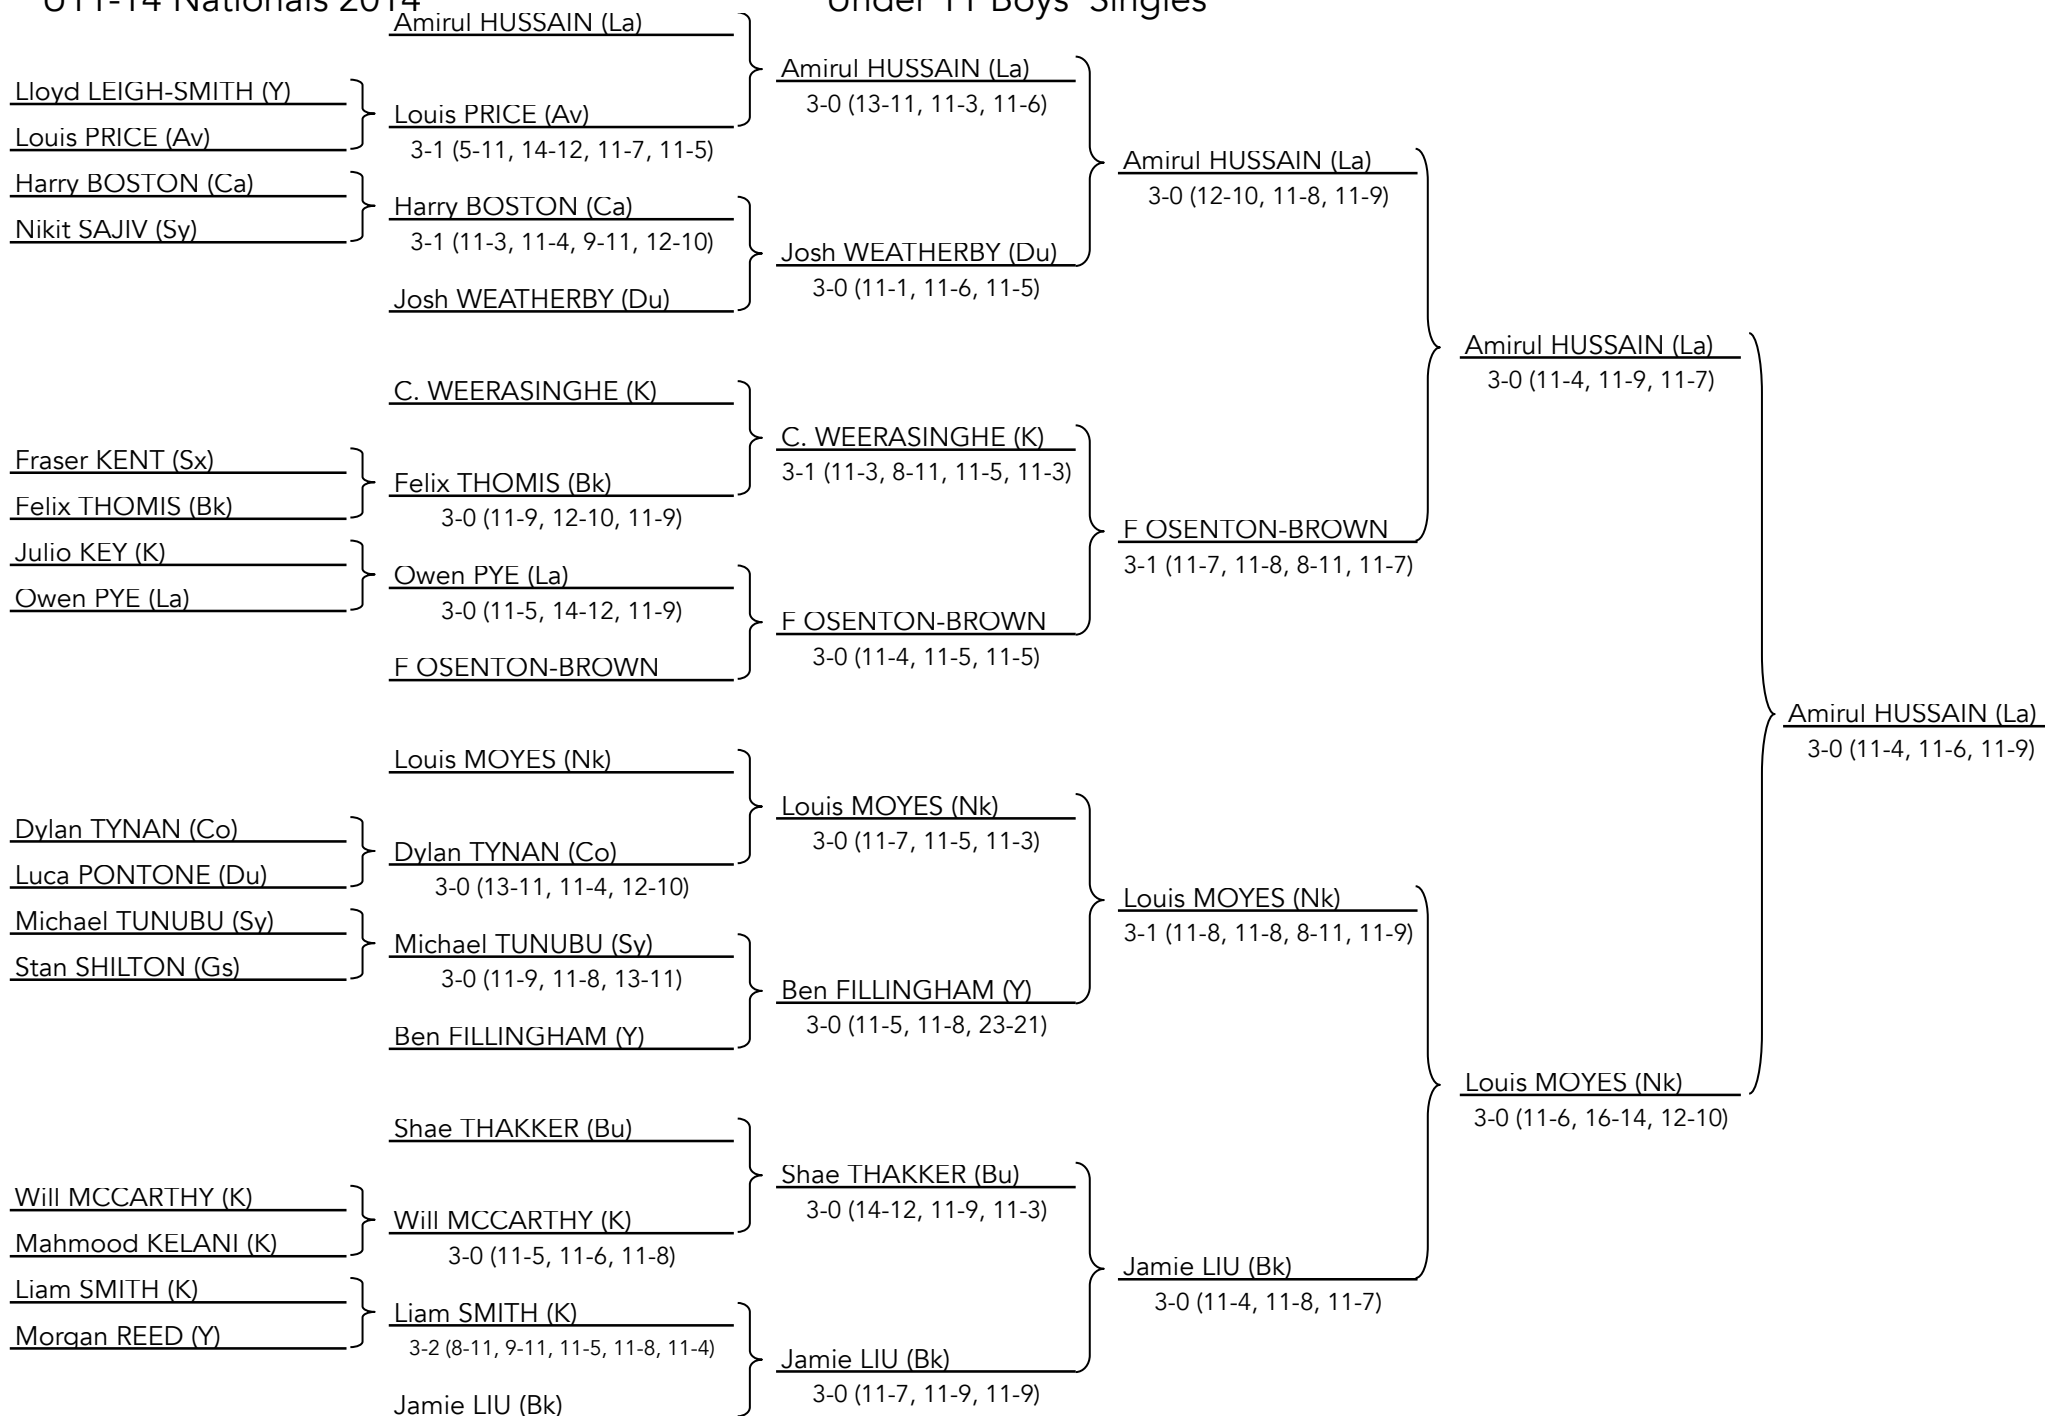 U11-14 Nationals 2014
Under 11 Boys' Singles
Amirul HUSSAIN (La)
Lloyd LEIGH-SMITH (Y)
Louis PRICE (Av)
Harry BOSTON (Ca)
Nikit SAJIV (Sy)
Louis PRICE (Av)
3-1 (5-11, 14-12, 11-7, 11-5)
Harry BOSTON (Ca)
3-1 (11-3, 11-4, 9-11, 12-10)
Josh WEATHERBY (Du)
Amirul HUSSAIN (La)
3-0 (13-11, 11-3, 11-6)
Josh WEATHERBY (Du)
3-0 (11-1, 11-6, 11-5)
Amirul HUSSAIN (La)
3-0 (12-10, 11-8, 11-9)
C. WEERASINGHE (K)
Fraser KENT (Sx)
Felix THOMIS (Bk)
Julio KEY (K)
Owen PYE (La)
Felix THOMIS (Bk)
3-0 (11-9, 12-10, 11-9)
Owen PYE (La)
3-0 (11-5, 14-12, 11-9)
F OSENTON-BROWN
C. WEERASINGHE (K)
3-1 (11-3, 8-11, 11-5, 11-3)
F OSENTON-BROWN
3-0 (11-4, 11-5, 11-5)
F OSENTON-BROWN
3-1 (11-7, 11-8, 8-11, 11-7)
Amirul HUSSAIN (La)
3-0 (11-4, 11-9, 11-7)
Louis MOYES (Nk)
Dylan TYNAN (Co)
Luca PONTONE (Du)
Michael TUNUBU (Sy)
Stan SHILTON (Gs)
Dylan TYNAN (Co)
3-0 (13-11, 11-4, 12-10)
Michael TUNUBU (Sy)
3-0 (11-9, 11-8, 13-11)
Ben FILLINGHAM (Y)
Louis MOYES (Nk)
3-0 (11-7, 11-5, 11-3)
Ben FILLINGHAM (Y)
3-0 (11-5, 11-8, 23-21)
Louis MOYES (Nk)
3-1 (11-8, 11-8, 8-11, 11-9)
Shae THAKKER (Bu)
Will MCCARTHY (K)
Mahmood KELANI (K)
Liam SMITH (K)
Morgan REED (Y)
Will MCCARTHY (K)
3-0 (11-5, 11-6, 11-8)
Liam SMITH (K)
3-2 (8-11, 9-11, 11-5, 11-8, 11-4)
Jamie LIU (Bk)
Shae THAKKER (Bu)
3-0 (14-12, 11-9, 11-3)
Jamie LIU (Bk)
3-0 (11-7, 11-9, 11-9)
Jamie LIU (Bk)
3-0 (11-4, 11-8, 11-7)
Louis MOYES (Nk)
3-0 (11-6, 16-14, 12-10)
Amirul HUSSAIN (La)
3-0 (11-4, 11-6, 11-9)